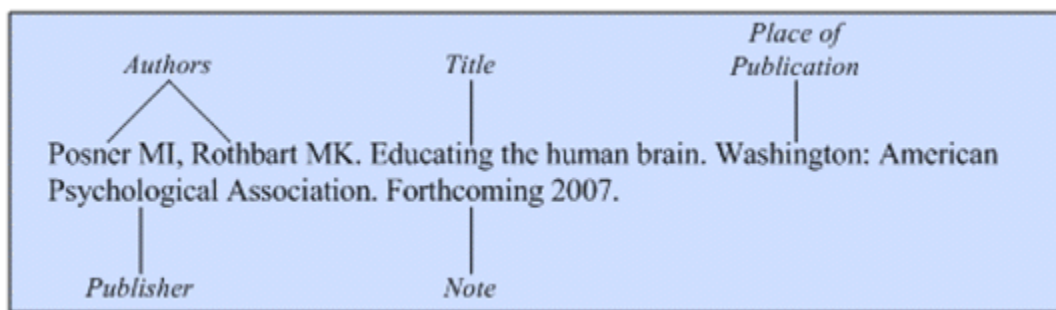 Place of
Authors Title Publication
Posner MI, Rothbart MK. Educating the human brain. Washington: American
Psychological Association. Forthcoming 2007.
Publisher Note